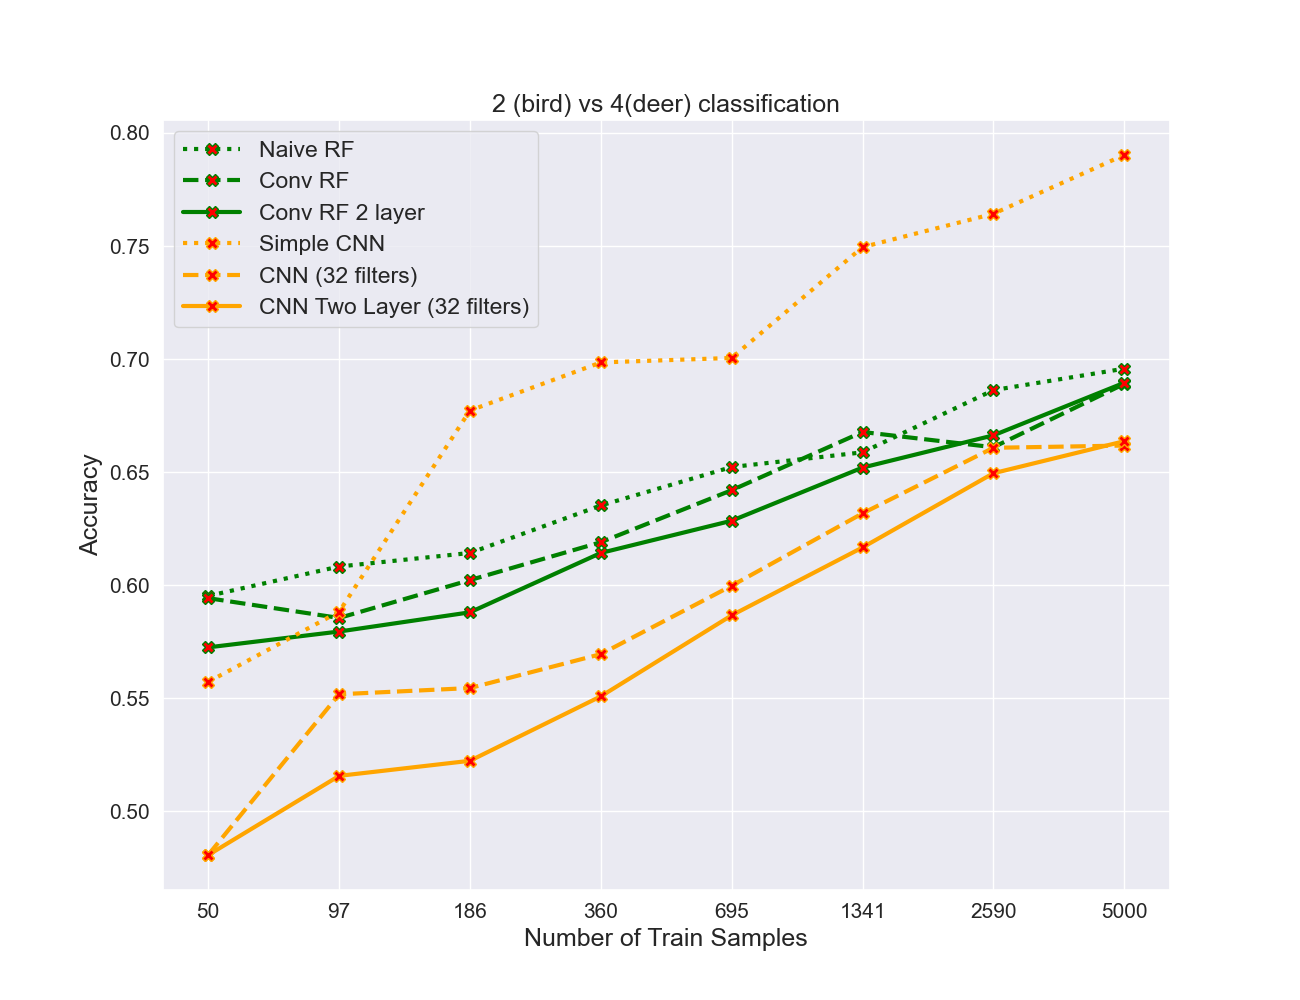 2 (bird) vs 4(deer) classification
Naive RF
Conv RF
Conv RF 2 layer
Simple CNN
CNN (32 filters)
CNN Two Layer (32 filters)
0.80
0.75
0.70
0.65
0.60
0.55
0.50
Accuracy
50 97 186 360 695 1341 2590 5000
Number of Train Samples